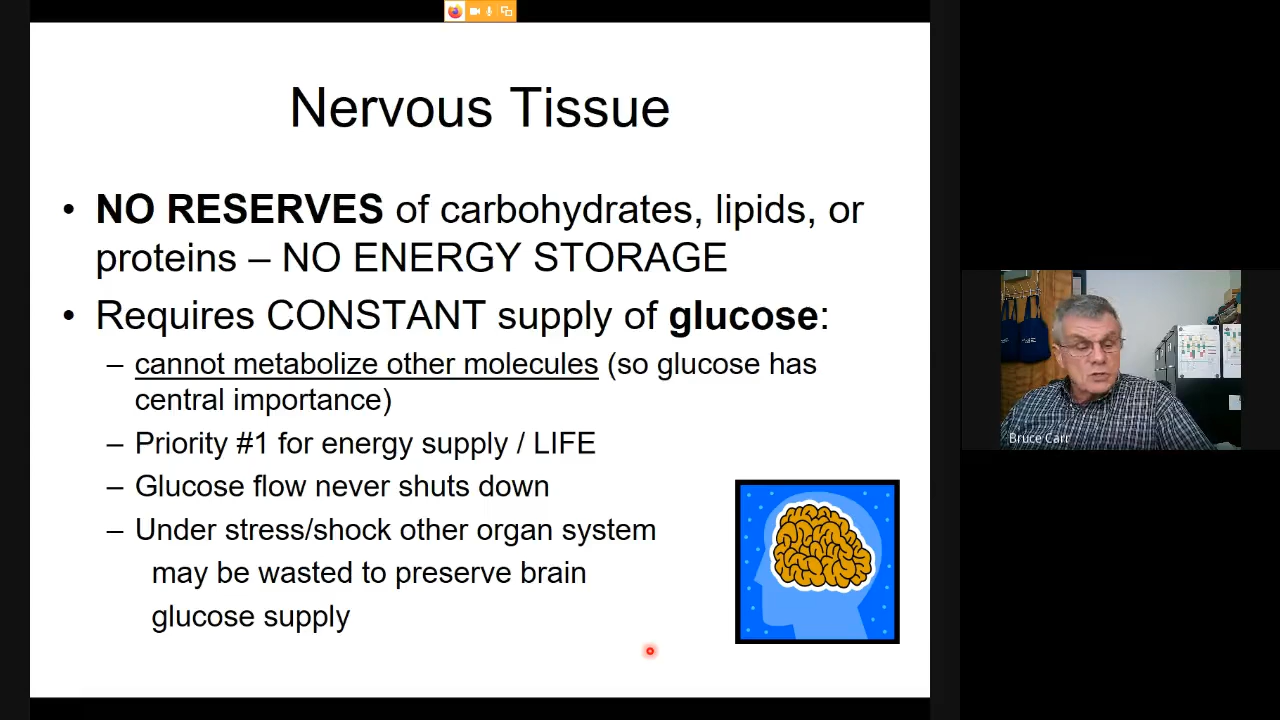 Nervous Tissue
• NO RESERVES of carbohydrates, lipids, or
proteins – NO ENERGY STORAGE
• Requires CONSTANT supply of glucose:
– cannot metabolize other molecules (so glucose has
central importance)
– Priority #1 for energy supply / LIFE
– Glucose flow never shuts down
– Under stress/shock other organ system
may be wasted to preserve brain
glucose supply
Bruce Carr